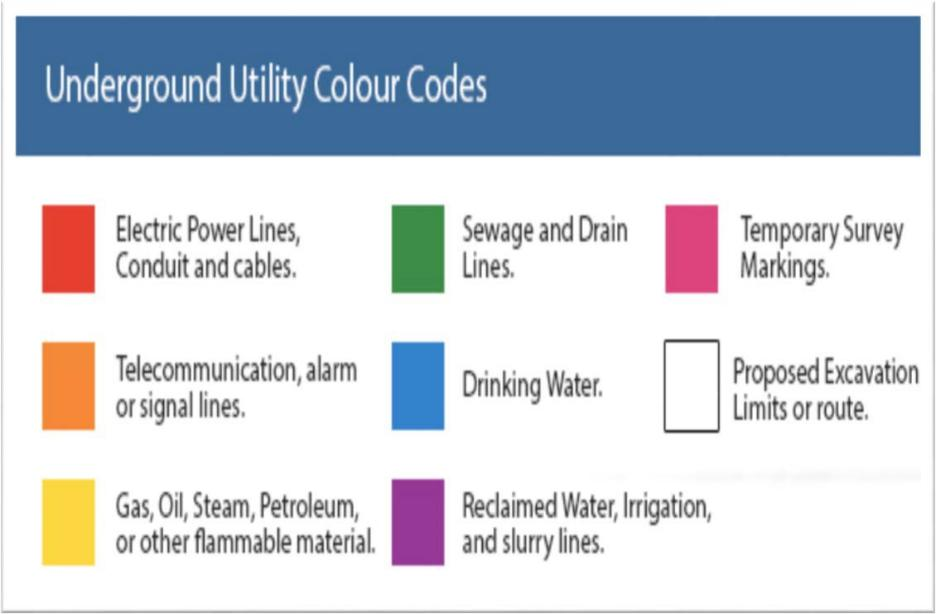 Underground Utility Colour Codes
Electric Power Lines,
Conduit and cables.
Sewage and Drain
Lines.
Temporary Survey
Markings.
Telecommunication, alarm
or signal lines.
Drinking Water.
Proposed Excavation
Limits or route.
Gas, Oil, Steam, Petroleum,
or other flammable material.
Reclaimed Water, Irrigation,
and slurry lines.